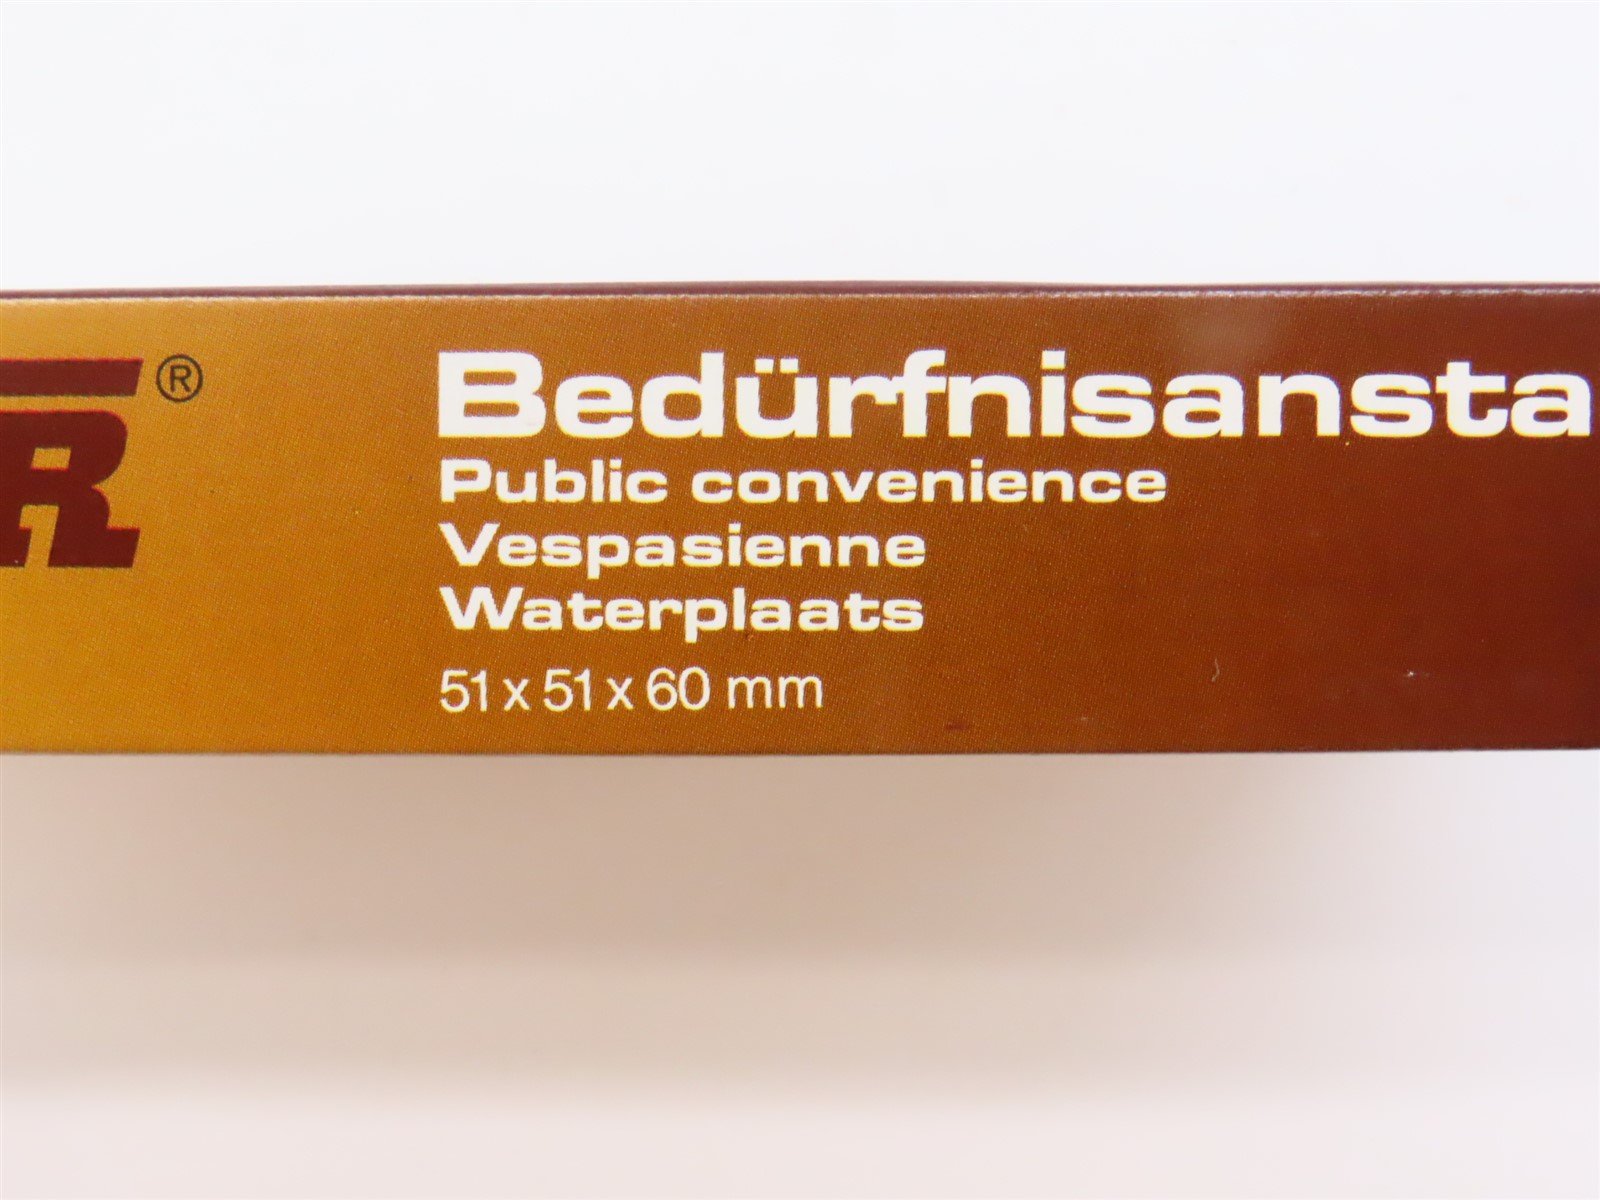 R®
Bedürfnisansta
Public convenience
Vespasienne
Waterplaats
51 x 51 x 60 mm